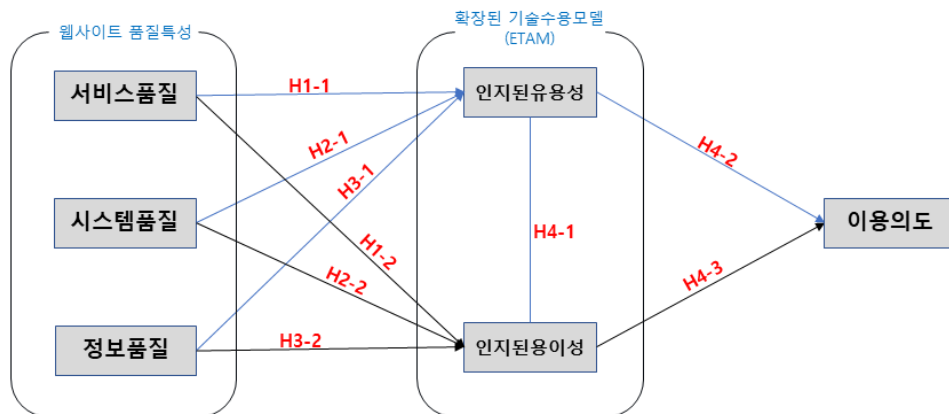 웹사이트 품질특성
확장된 기술수용모델
(ETAM)
서비스품질
H1-1
인지된유용성
H2-1
H3-1
H4-2
시스템품질
H1-2
H4-1
이용의도
H2-2
H4-3
정보품질
H3-2
인지된용이성